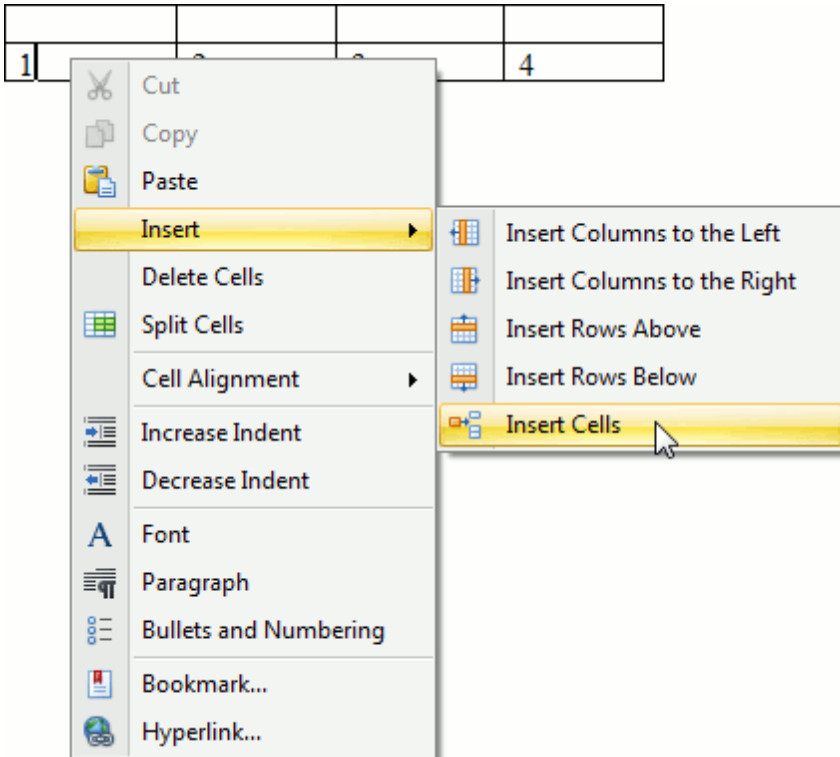 1 4
Cut
Copy
Paste
Insert
Delete Cells
Split Cells
Cell Alignment
Increase Indent
Decrease Indent
Font
Paragraph
Bullets and Numbering
Bookmark...
Hyperlink...
Insert Columns to the Left
Insert Columns to the Right
Insert Rows Above
Insert Rows Below
Insert Cells